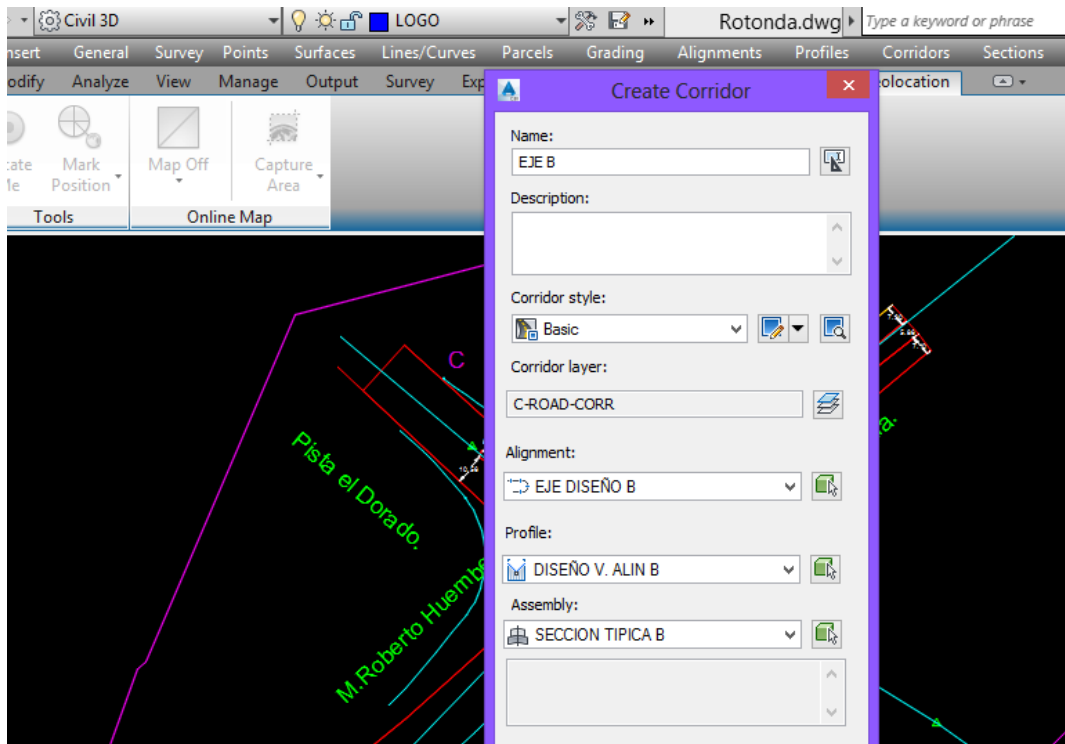 Civil 3D LOGO Rotonda.dwg Type a keyword or phrase
nsert General Survey Points Surfaces Lines/Curves Parcels Grading Alignments Profiles Corridors Sections
odify Analyze View Manage Output Survey Exp eolocation
Create Corridor
cate Me
Mark Position
Map Off
Capture Area
Tools Online Map
Name:
EJE B
Description:
Corridor style:
Basic
Corridor layer:
C-ROAD-CORR
Alignment:
EJE DISEÑO B
Profile:
DISEÑO V. ALIN B
Assembly:
SECCION TIPICA B
C
Pista el Dorado.
M.Roberto Huembe
a.